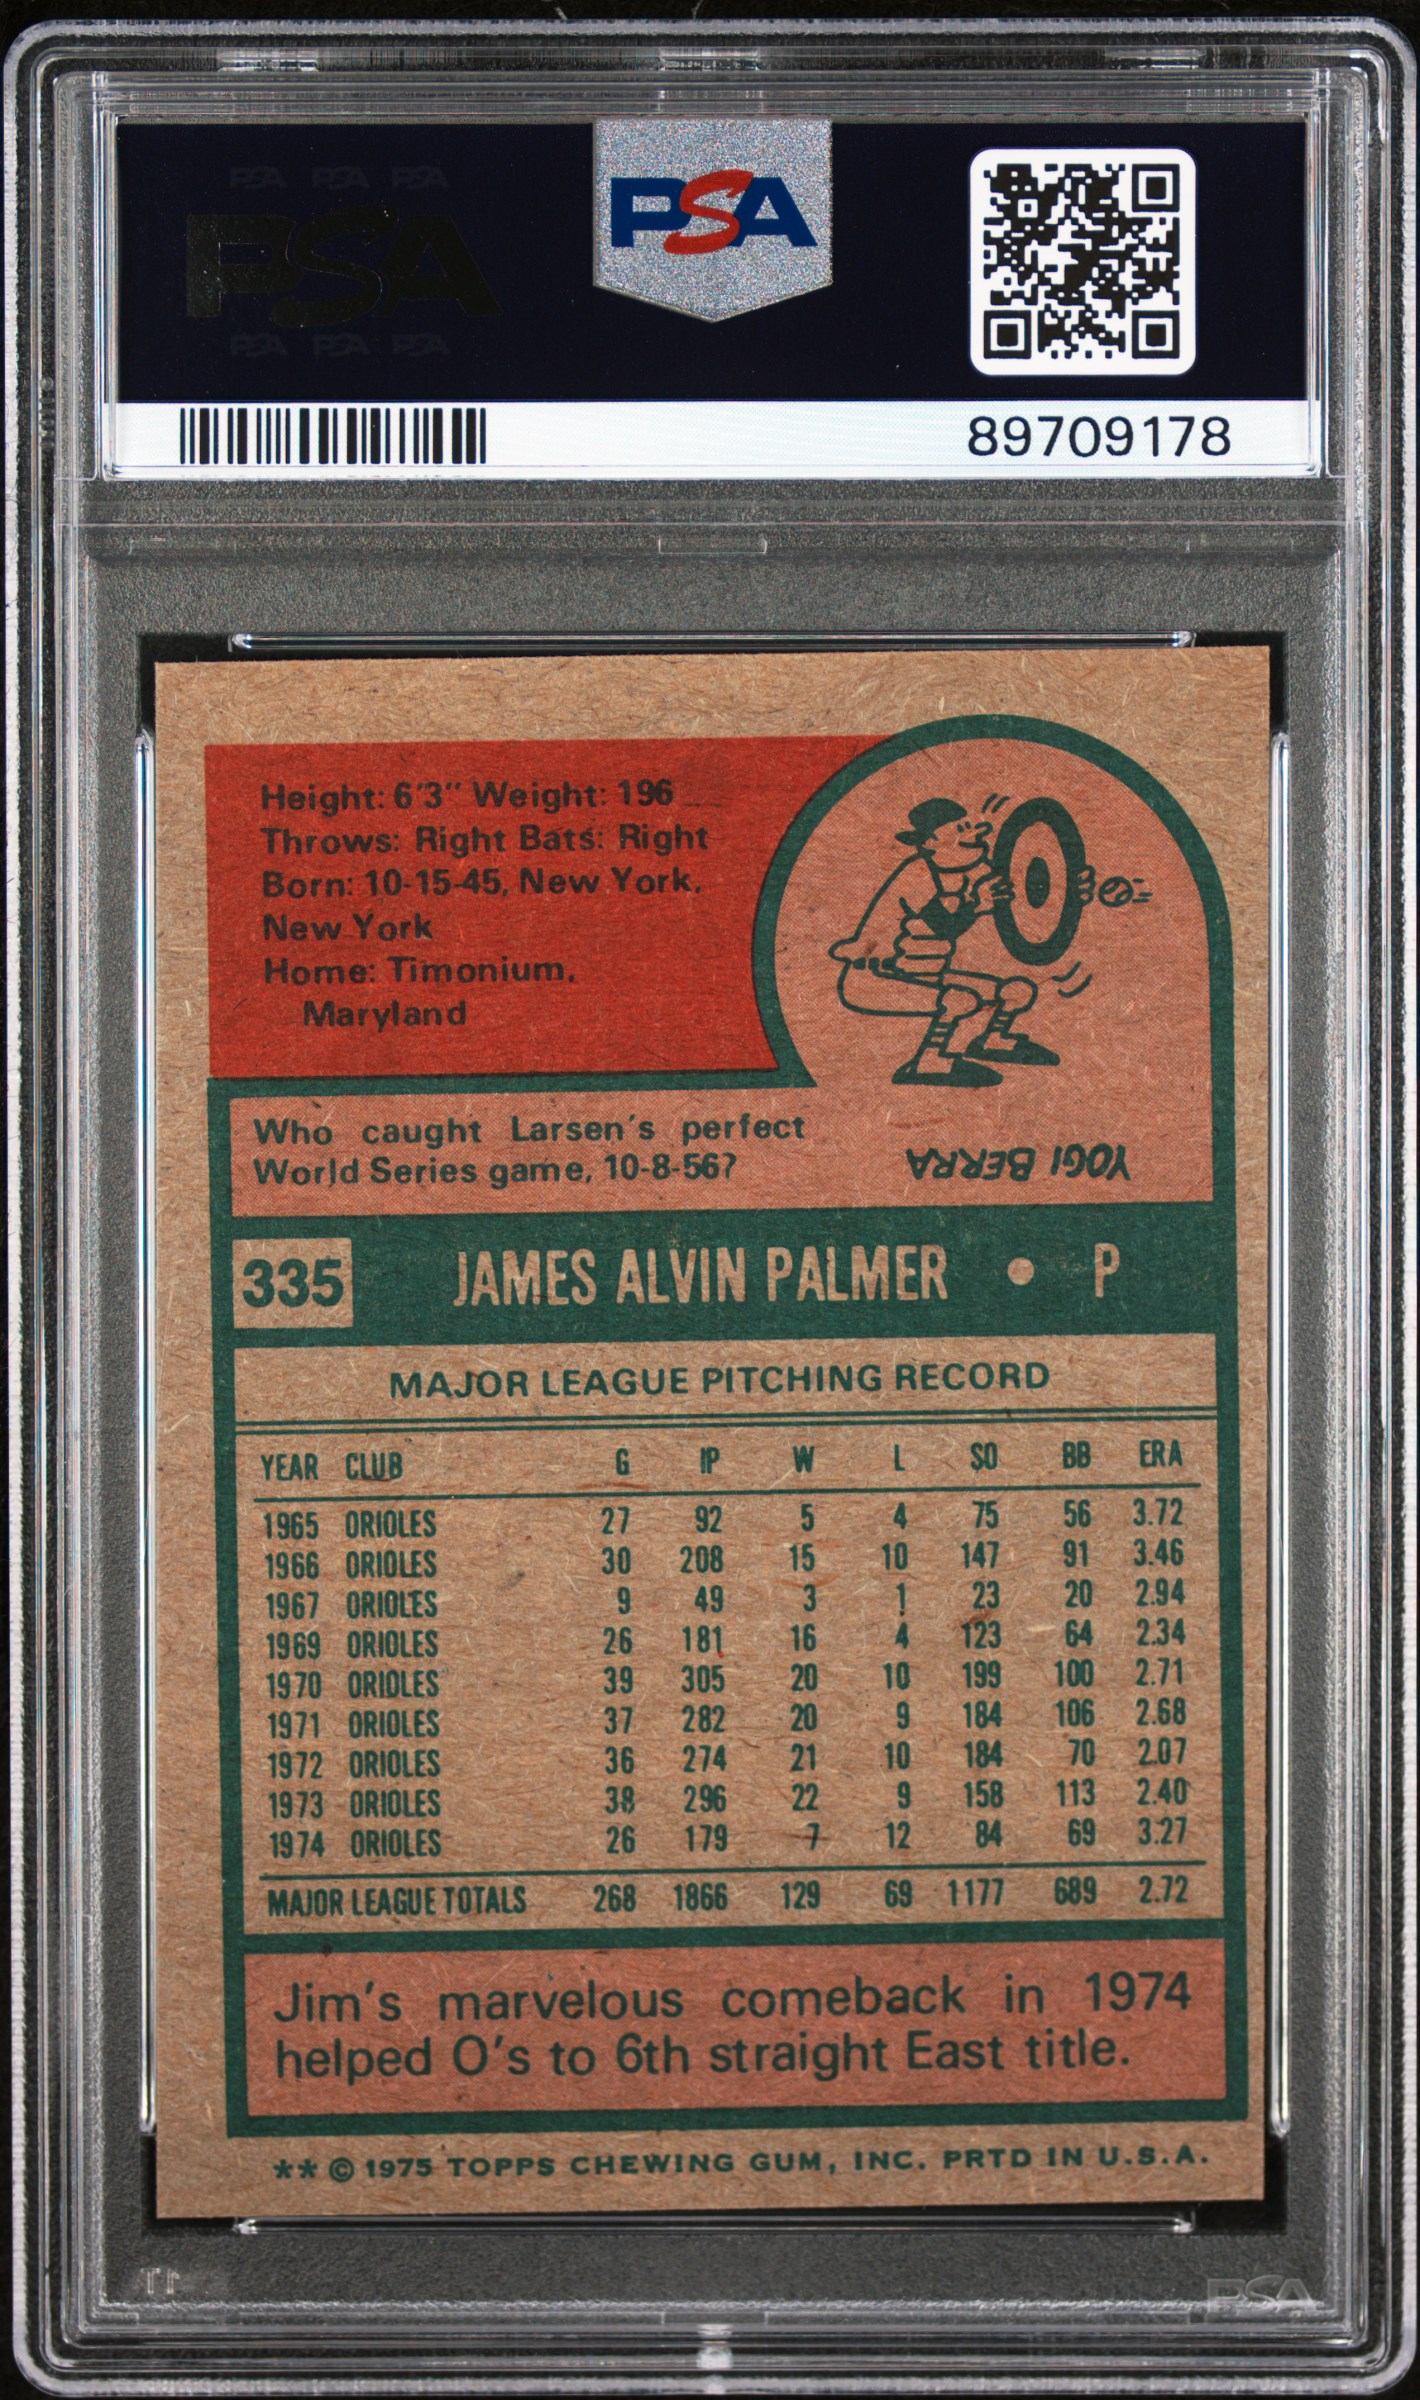 PSA PSA PSA
PSA
PSA PSA PSA
PSA
89709178
Height: 6'3" Weight: 196
Throws: Right Bats: Right
Born: 10-15-45, New York,
New York
Home: Timonium,
Maryland
Who caught Larsen's perfect
World Series game, 10-8-56?
YOGI BERRA
335 JAMES ALVIN PALMER • P
MAJOR LEAGUE PITCHING RECORD
YEAR CLUB G IP W L SO BB ERA
1965 ORIOLES 27 92 5 4 75 56 3.72
1966 ORIOLES 30 208 15 10 147 91 3.46
1967 ORIOLES 9 49 3 1 23 20 2.94
1969 ORIOLES 26 181 16 4 123 64 2.34
1970 ORIOLES 39 305 20 10 199 100 2.71
1971 ORIOLES 37 282 20 9 184 106 2.68
1972 ORIOLES 36 274 21 10 184 70 2.07
1973 ORIOLES 38 296 22 9 158 113 2.40
1974 ORIOLES 26 179 7 12 84 69 3.27
MAJOR LEAGUE TOTALS 268 1866 129 69 1177 689 2.72
Jim's marvelous comeback in 1974
helped O's to 6th straight East title.
** © 1975 TOPPS CHEWING GUM, INC. PRTD IN U.S.A.
PSA